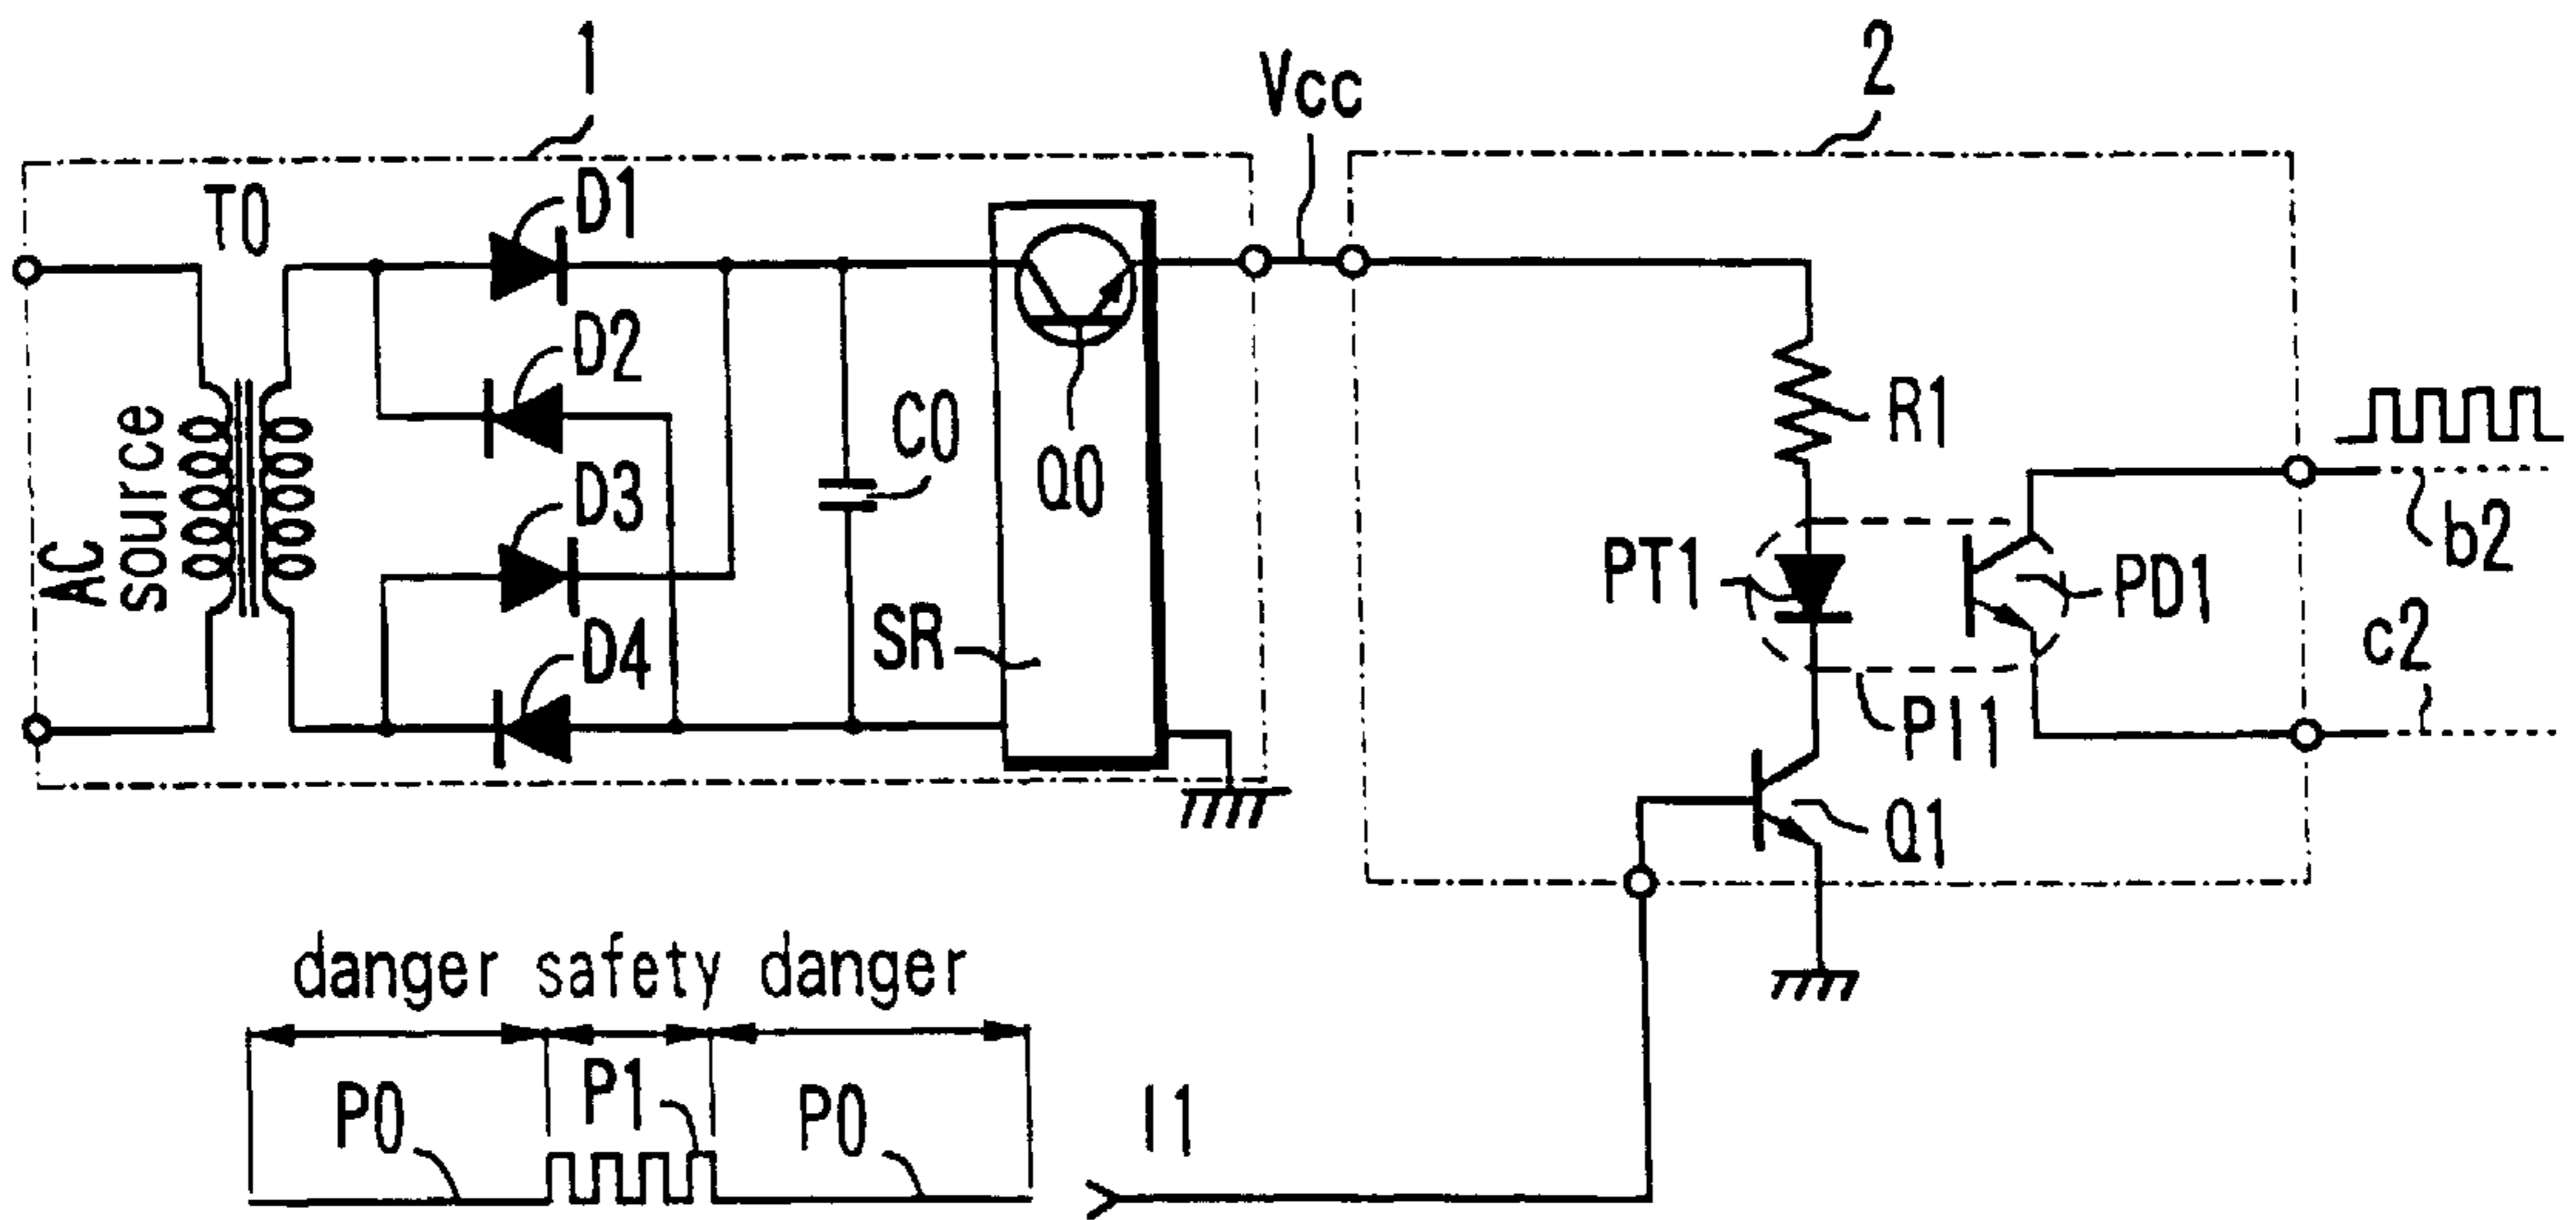 1
Vcc
2
T0
D1
D2
C0
Q0
R1
AC
source
D3
PT1
PD1
b2
SR
c2
D4
PI1
Q1
danger safety danger
P0
P1
P0
I1